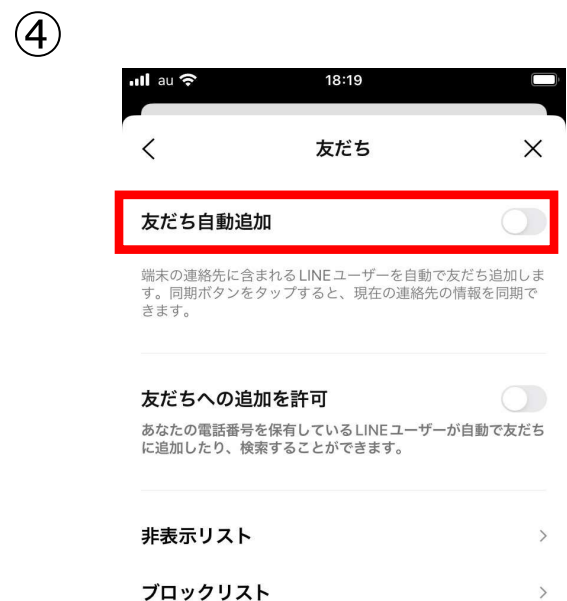 ④
au 18:19
友だち
友だち自動追加
端末の連絡先に含まれるLINEユーザーを自動で友だち追加しま
す。同期ボタンをタップすると、現在の連絡先の情報を同期で
きます。
友だちへの追加を許可
あなたの電話番号を保有しているLINEユーザーが自動で友だち
に追加したり、検索することができます。
非表示リスト
ブロックリスト